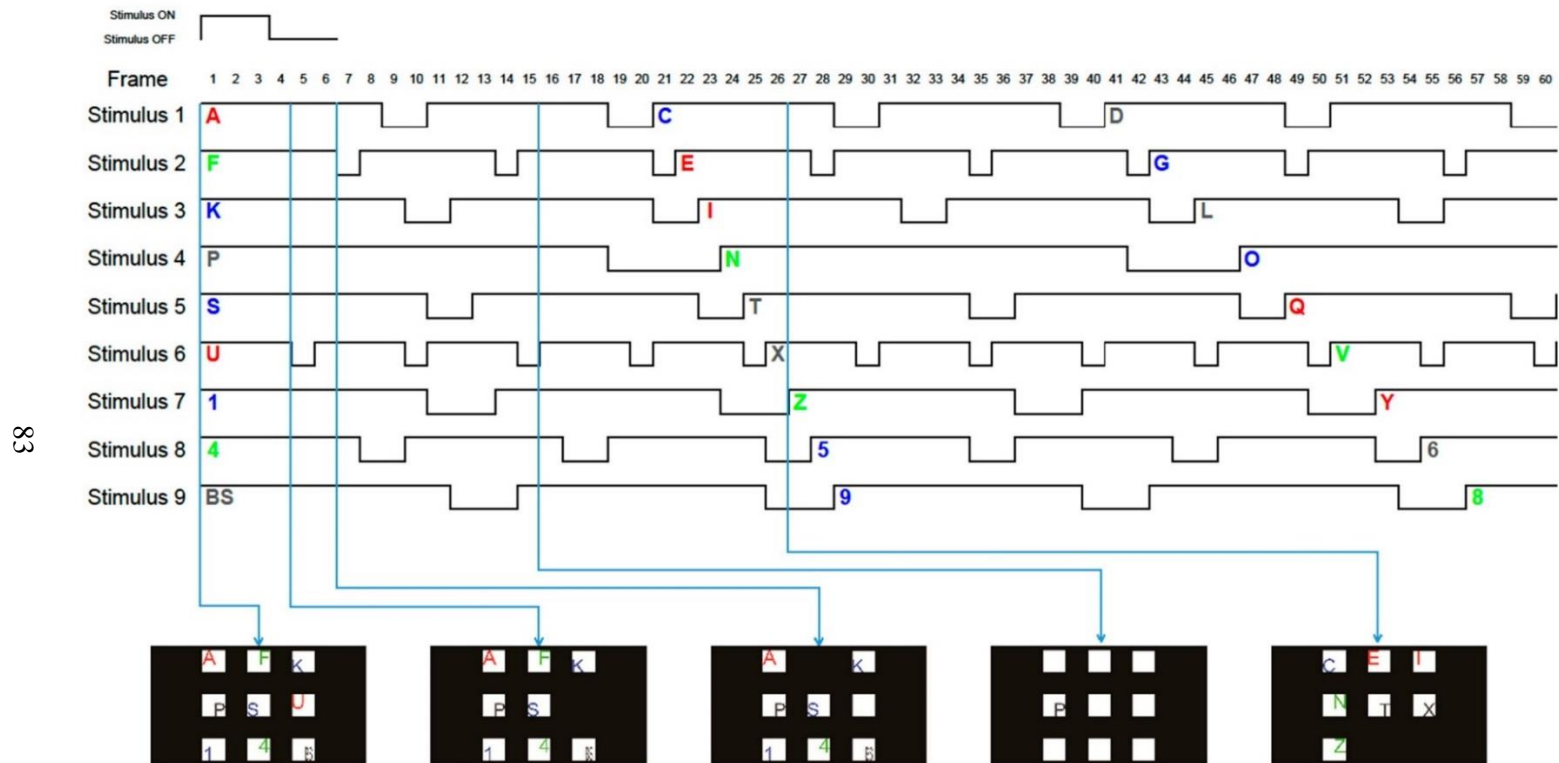 Stimulus ON
Stimulus OFF
Frame 1 2 3 4 5 6 7 8 9 10 11 12 13 14 15 16 17 18 19 20 21 22 23 24 25 26 27 28 29 30 31 32 33 34 35 36 37 38 39 40 41 42 43 44 45 46 47 48 49 50 51 52 53 54 55 56 57 58 59 60
Stimulus 1 A C D
Stimulus 2 F E G
Stimulus 3 K I L
Stimulus 4 P N O
Stimulus 5 S T Q
Stimulus 6 U X V
Stimulus 7 1 Z Y
Stimulus 8 4 5 6
Stimulus 9 BS 9 8
83
A F K
P S U
1 4 BS
A F K
P S
1 4 BS
A K
P S
1 4 BS
P
C E I
N T X
Z